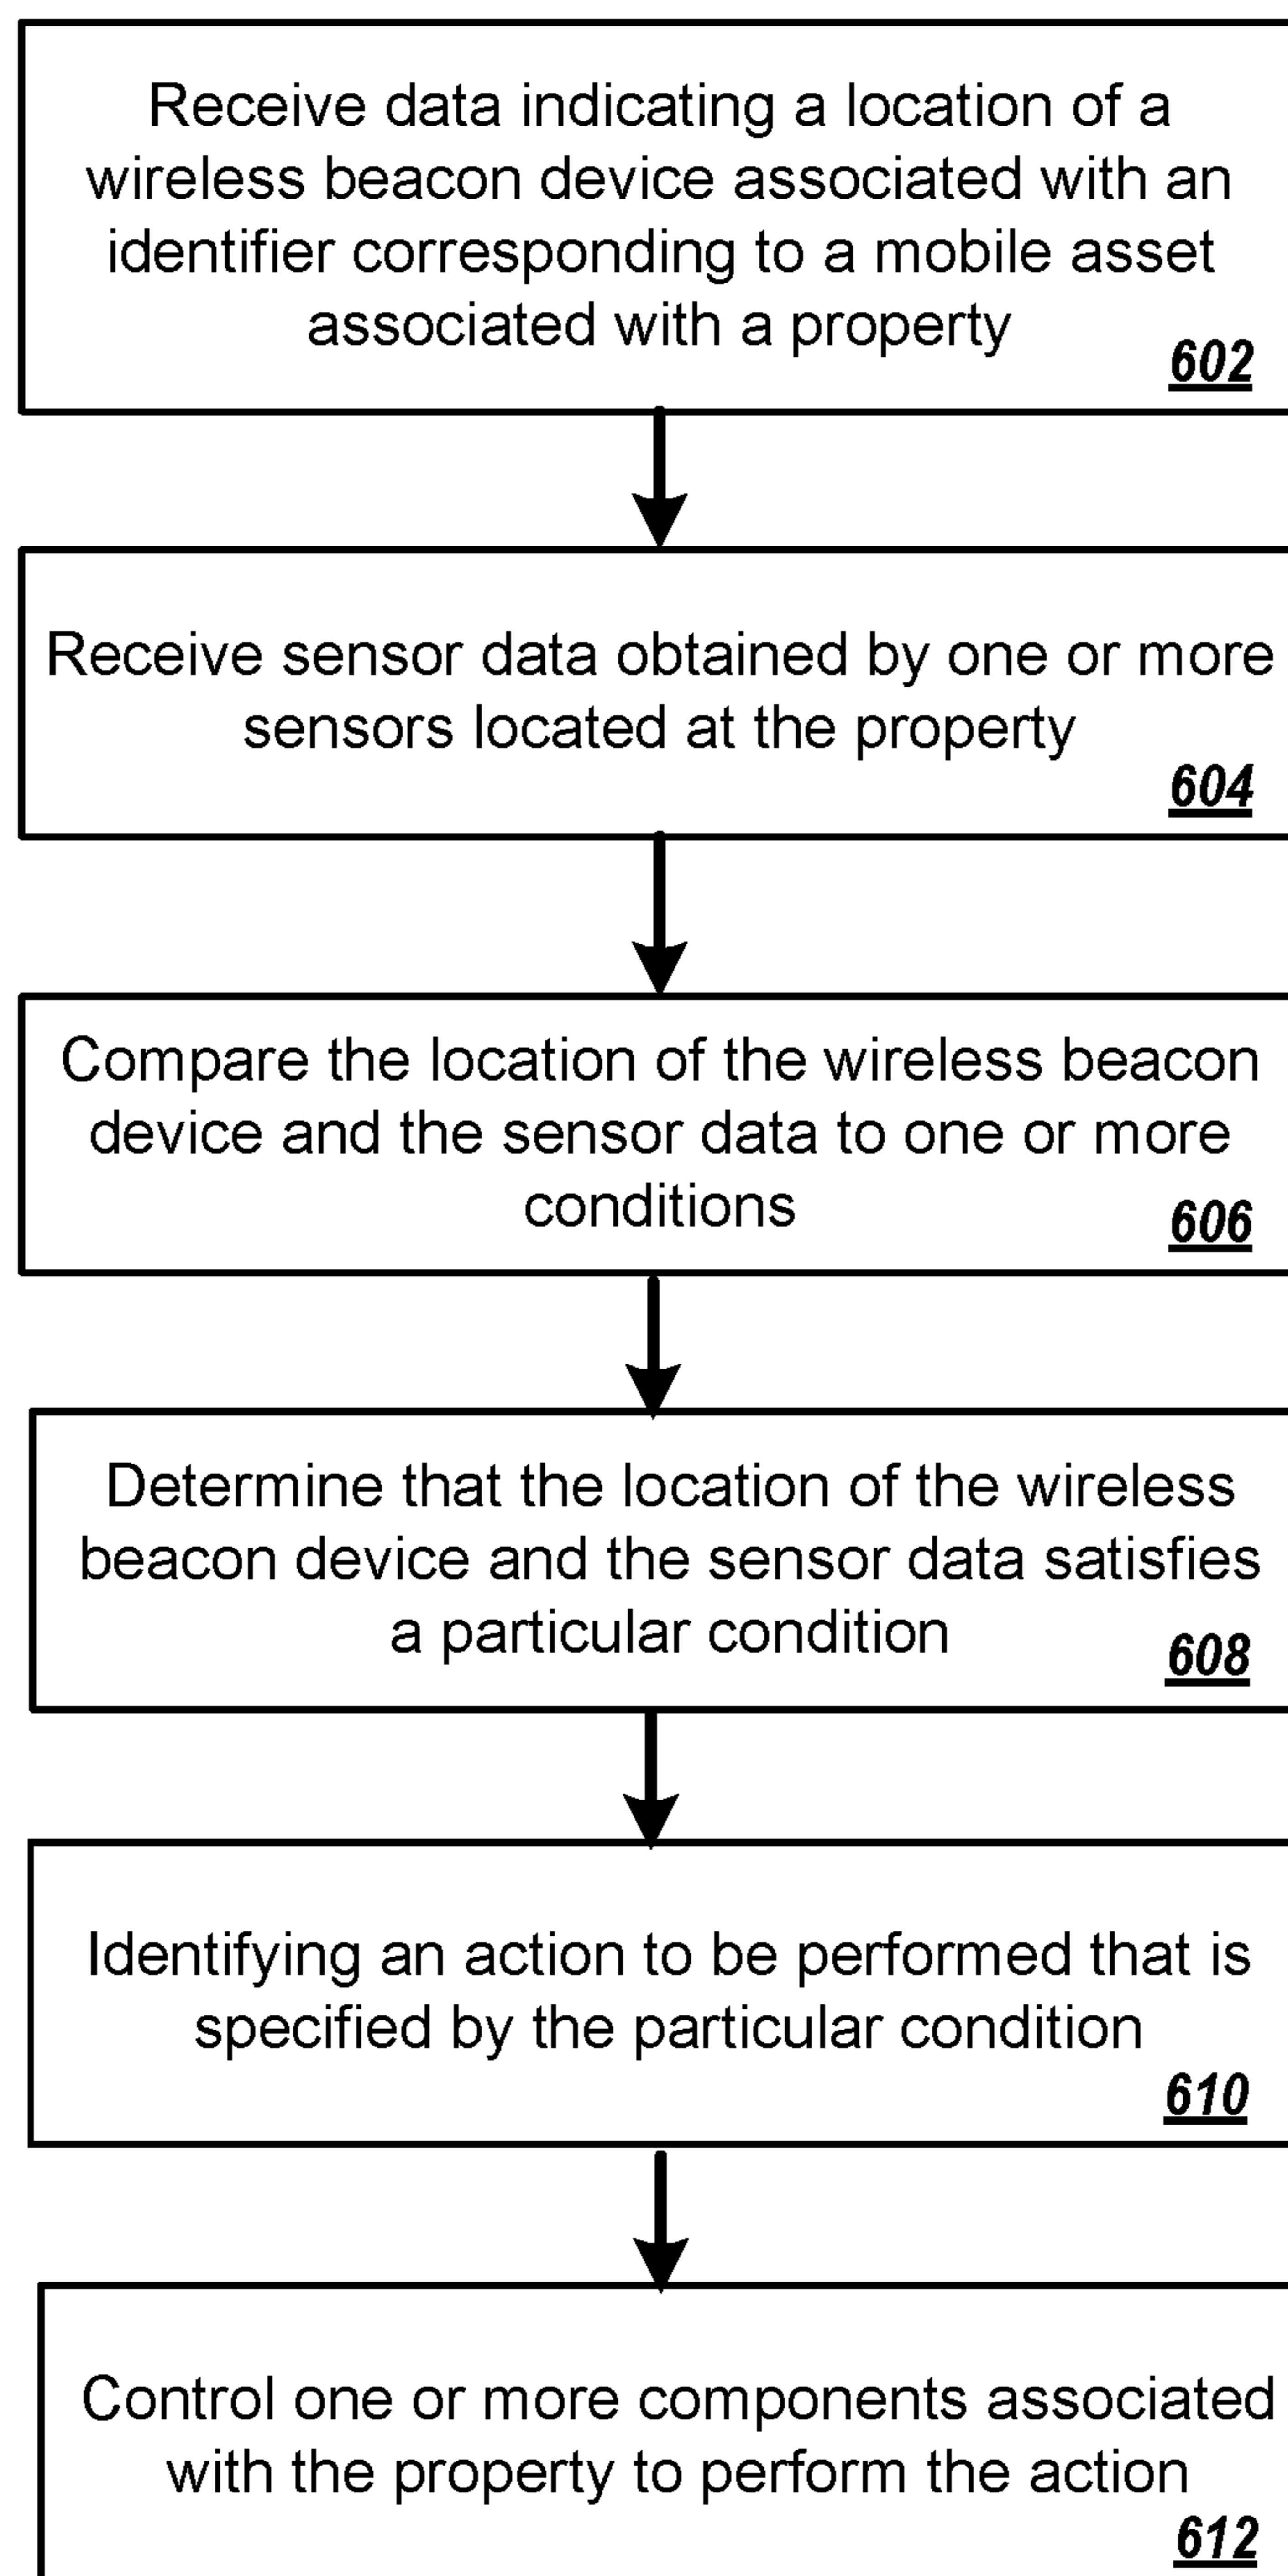 Receive data indicating a location of a
wireless beacon device associated with an
identifier corresponding to a mobile asset
associated with a property
602
Receive sensor data obtained by one or more
sensors located at the property
604
Compare the location of the wireless beacon
device and the sensor data to one or more
conditions
606
Determine that the location of the wireless
beacon device and the sensor data satisfies
a particular condition
608
Identifying an action to be performed that is
specified by the particular condition
610
Control one or more components associated
with the property to perform the action
612